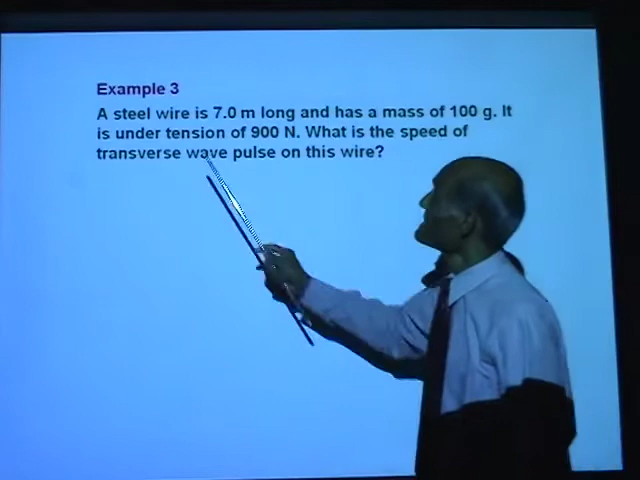 Example 3
A steel wire is 7.0 m long and has a mass of 100 g. It
is under tension of 900 N. What is the speed of
transverse wave pulse on this wire?